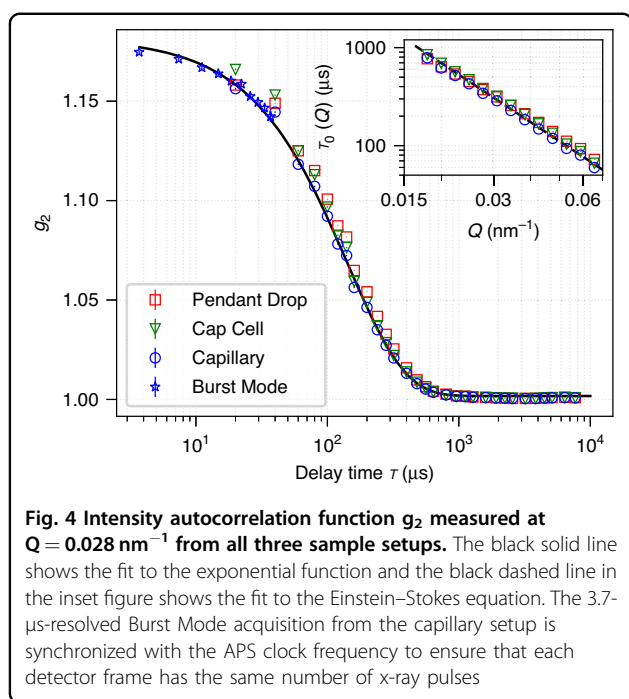 1.15
1.10
1.05
1.00
g₂
1000
100
τ₀ (Q) (μs)
0.015
0.03
0.06
Q (nm⁻¹)
Pendant Drop
Cap Cell
Capillary
Burst Mode
10¹
10²
10³
10⁴
Delay time τ (μs)
Fig. 4 Intensity autocorrelation function g₂ measured at
Q = 0.028 nm⁻¹ from all three sample setups. The black solid line
shows the fit to the exponential function and the black dashed line in
the inset figure shows the fit to the Einstein–Stokes equation. The 3.7-
μs-resolved Burst Mode acquisition from the capillary setup is
synchronized with the APS clock frequency to ensure that each
detector frame has the same number of x-ray pulses